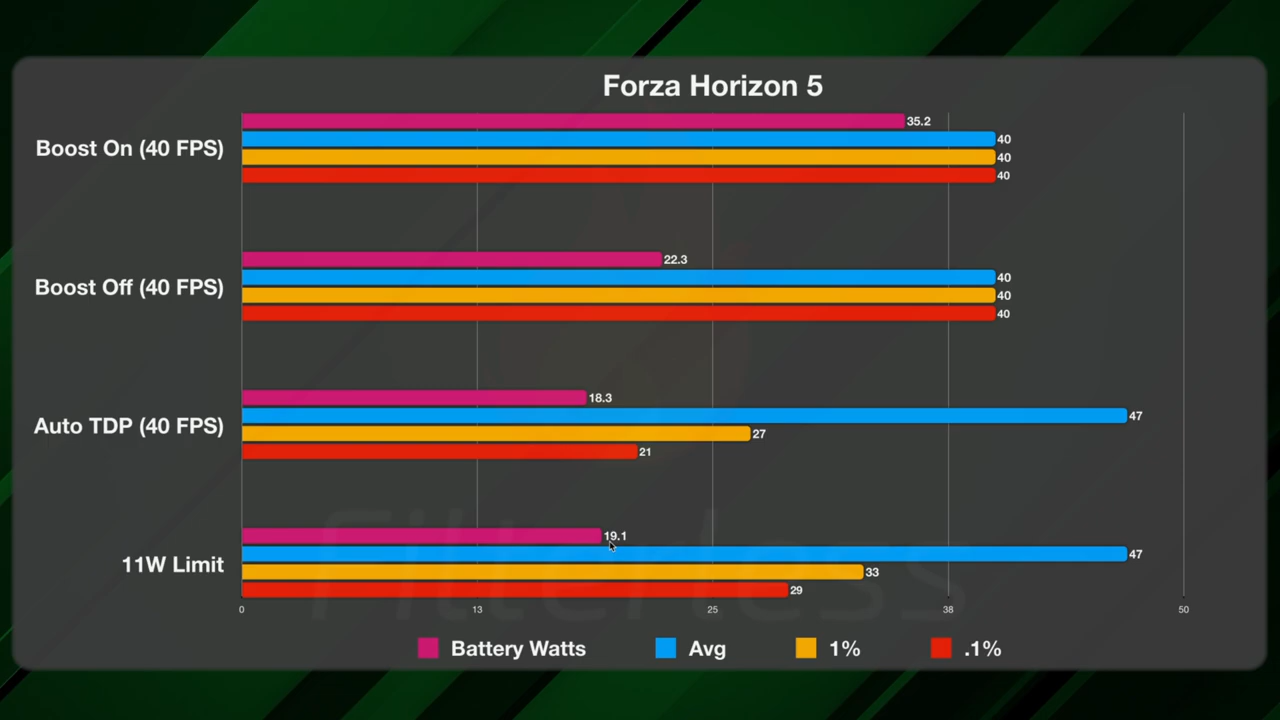 Forza Horizon 5
Boost On (40 FPS)
35.2
40
40
40
Boost Off (40 FPS)
22.3
40
40
40
Auto TDP (40 FPS)
18.3
47
27
21
11W Limit
19.1
47
33
29
0 13 25 38 50
Battery Watts Avg 1% .1%
Filterless